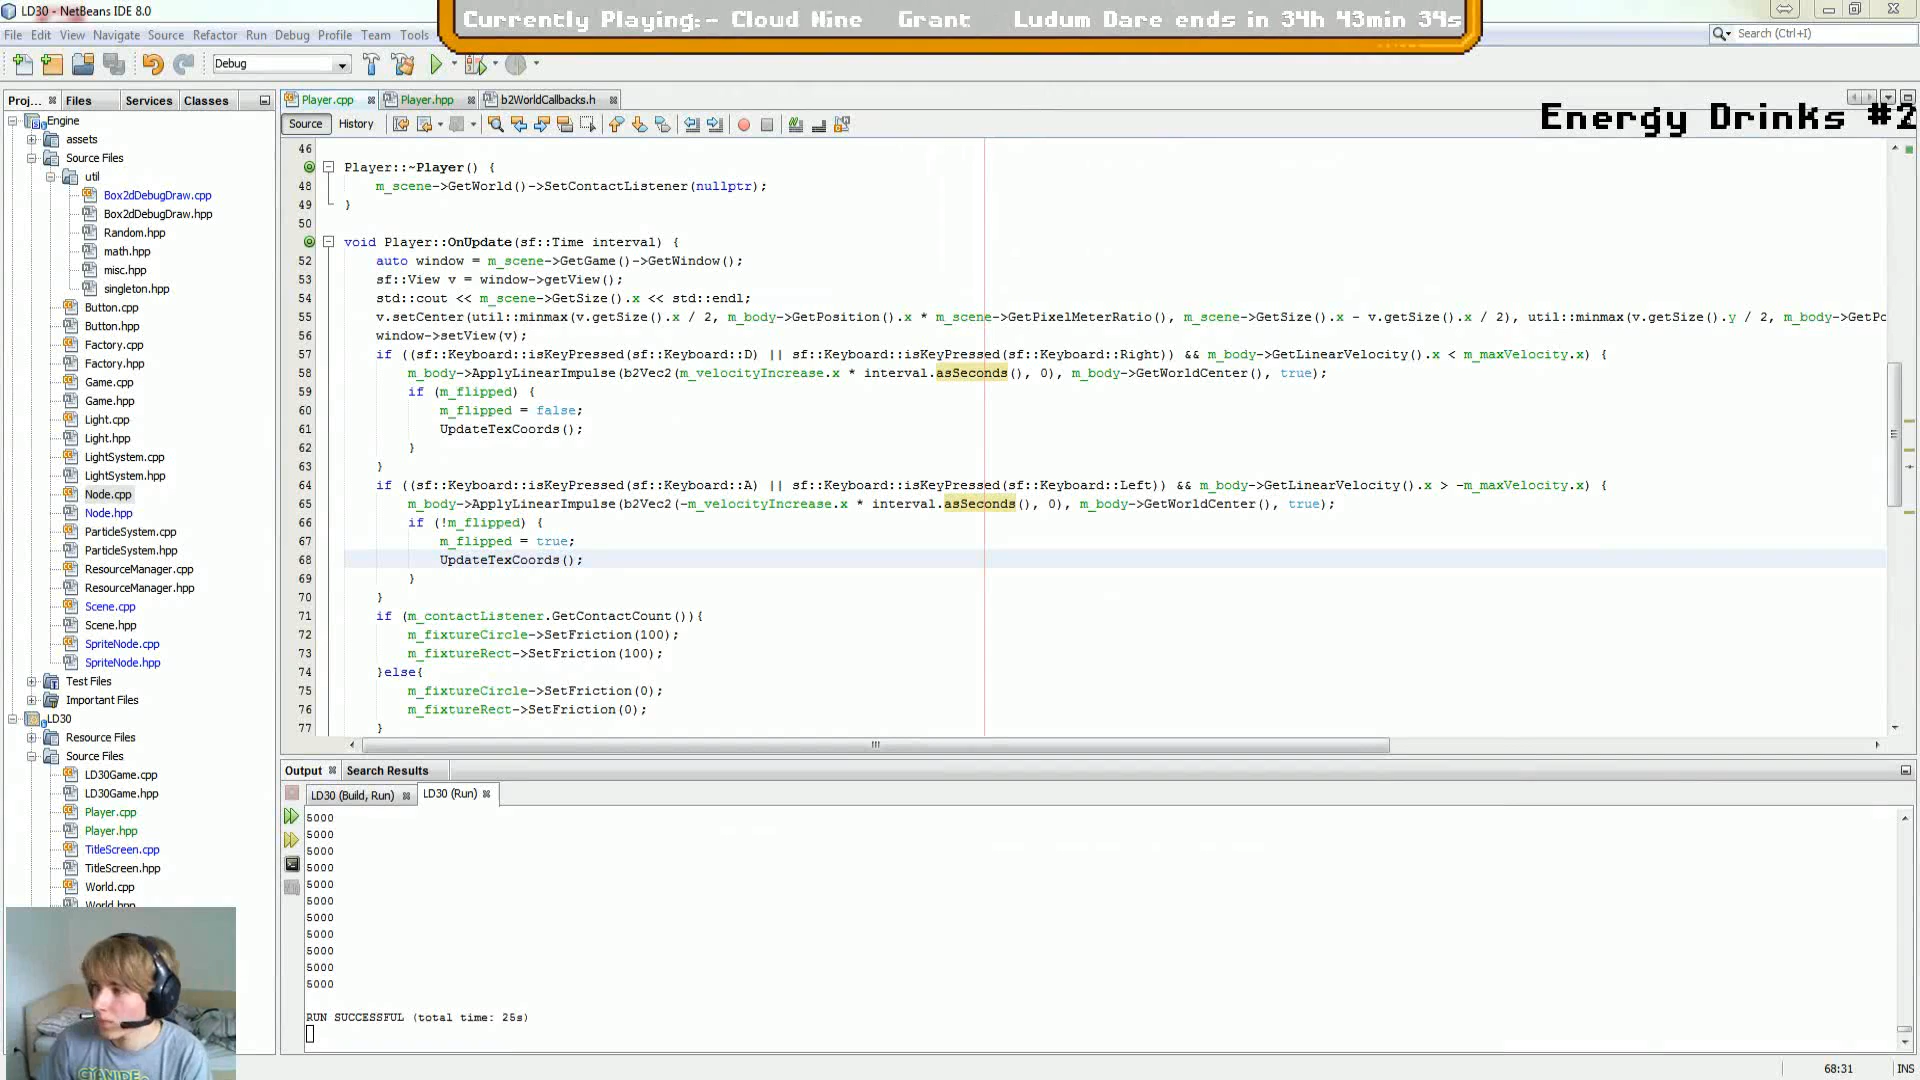 LD30 - NetBeans IDE 8.0
Currently Playing:- Cloud Nine Grant Ludum Dare ends in 34h 43min 34s
File Edit View Navigate Source Refactor Run Debug Profile Team Tools
Search (Ctrl+I)
Debug
Proj... Files Services Classes
Player.cpp Player.hpp b2WorldCallbacks.h
Source History
Energy Drinks #2
Engine
assets
Source Files
util
Box2dDebugDraw.cpp
Box2dDebugDraw.hpp
Random.hpp
math.hpp
misc.hpp
singleton.hpp
Button.cpp
Button.hpp
Factory.cpp
Factory.hpp
Game.cpp
Game.hpp
Light.cpp
Light.hpp
LightSystem.cpp
LightSystem.hpp
Node.cpp
Node.hpp
ParticleSystem.cpp
ParticleSystem.hpp
ResourceManager.cpp
ResourceManager.hpp
Scene.cpp
Scene.hpp
SpriteNode.cpp
SpriteNode.hpp
Test Files
Important Files
LD30
Resource Files
Source Files
LD30Game.cpp
LD30Game.hpp
Player.cpp
Player.hpp
TitleScreen.cpp
TitleScreen.hpp
World.cpp
World.hpp
46
Player::~Player() {
48 m_scene->GetWorld()->SetContactListener(nullptr);
49 }
50
void Player::OnUpdate(sf::Time interval) {
52 auto window = m_scene->GetGame()->GetWindow();
53 sf::View v = window->getView();
54 std::cout << m_scene->GetSize().x << std::endl;
55 v.setCenter(util::minmax(v.getSize().x / 2, m_body->GetPosition().x * m_scene->GetPixelMeterRatio(), m_scene->GetSize().x - v.getSize().x / 2), util::minmax(v.getSize().y / 2, m_body->GetPo
56 window->setView(v);
57 if ((sf::Keyboard::isKeyPressed(sf::Keyboard::D) || sf::Keyboard::isKeyPressed(sf::Keyboard::Right)) && m_body->GetLinearVelocity().x < m_maxVelocity.x) {
58 m_body->ApplyLinearImpulse(b2Vec2(m_velocityIncrease.x * interval.asSeconds(), 0), m_body->GetWorldCenter(), true);
59 if (m_flipped) {
60 m_flipped = false;
61 UpdateTexCoords();
62 }
63 }
64 if ((sf::Keyboard::isKeyPressed(sf::Keyboard::A) || sf::Keyboard::isKeyPressed(sf::Keyboard::Left)) && m_body->GetLinearVelocity().x > -m_maxVelocity.x) {
65 m_body->ApplyLinearImpulse(b2Vec2(-m_velocityIncrease.x * interval.asSeconds(), 0), m_body->GetWorldCenter(), true);
66 if (!m_flipped) {
67 m_flipped = true;
68 UpdateTexCoords();
69 }
70 }
71 if (m_contactListener.GetContactCount()){
72 m_fixtureCircle->SetFriction(100);
73 m_fixtureRect->SetFriction(100);
74 }else{
75 m_fixtureCircle->SetFriction(0);
76 m_fixtureRect->SetFriction(0);
77 }
Output Search Results
LD30 (Build, Run) LD30 (Run)
5000
5000
5000
5000
5000
5000
5000
5000
5000
5000
5000
RUN SUCCESSFUL (total time: 25s)
CYANIDE
68:31 INS